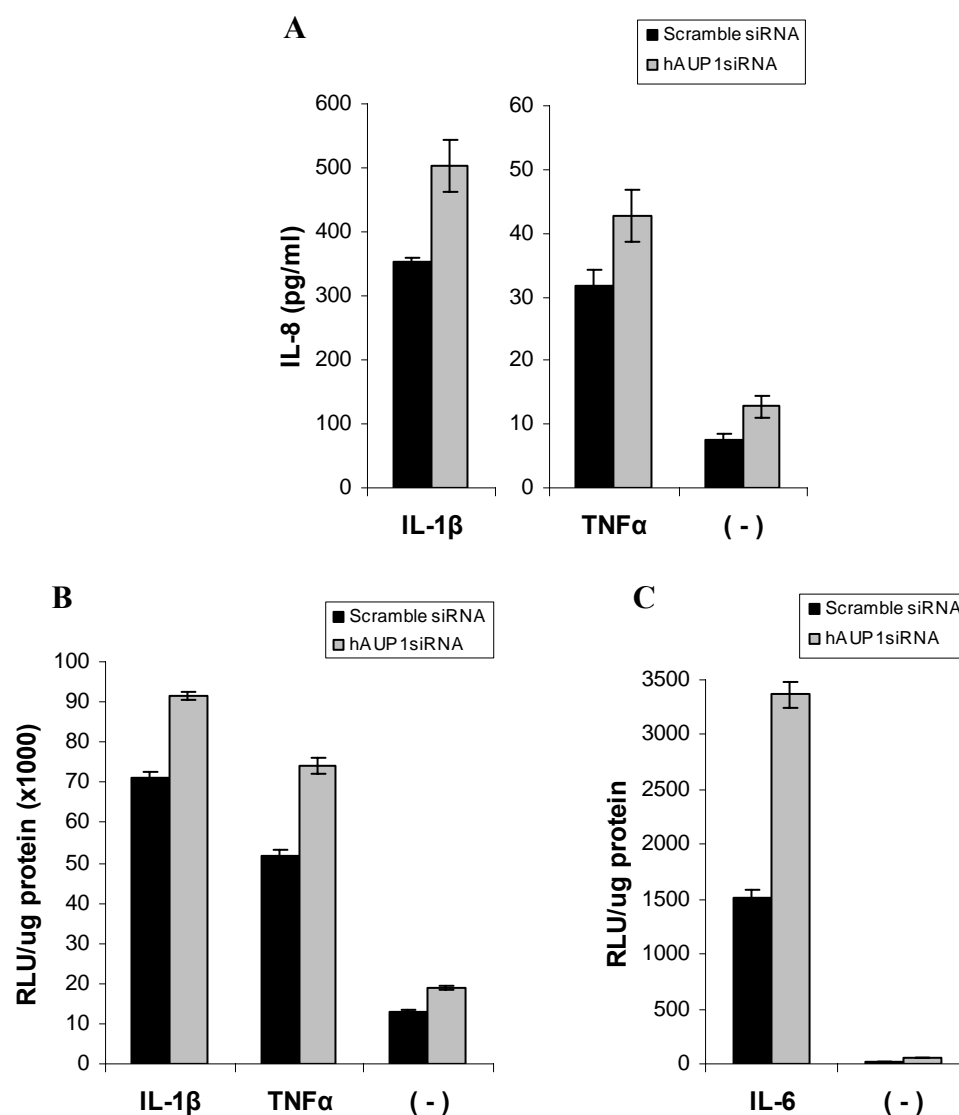 A
Scramble siRNA
hAUP1siRNA
IL-8 (pg/ml)
600
500
400
300
200
100
0
IL-1β
60
50
40
30
20
10
0
TNFα
( - )
B
Scramble siRNA
hAUP1siRNA
RLU/ug protein (x1000)
100
90
80
70
60
50
40
30
20
10
0
IL-1β
TNFα
( - )
C
Scramble siRNA
hAUP1siRNA
RLU/ug protein
3500
3000
2500
2000
1500
1000
500
0
IL-6
( - )